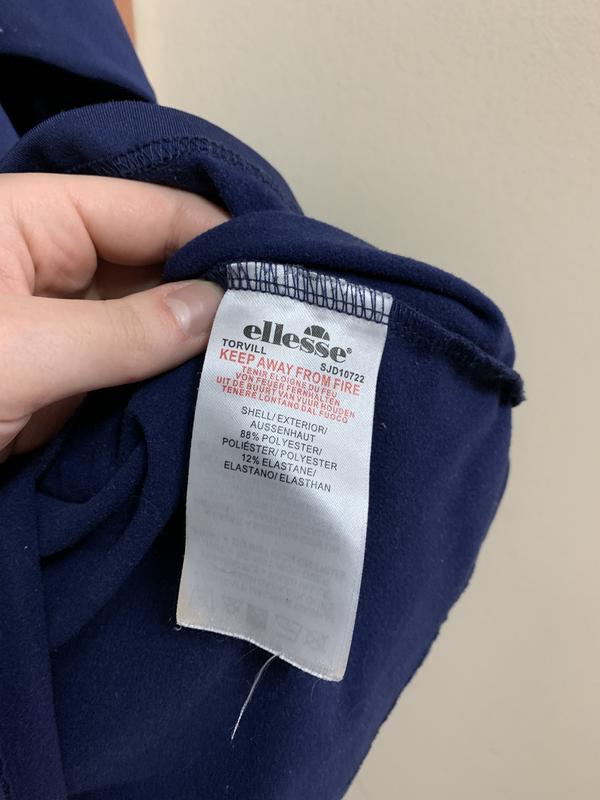 ellesse®
TORVILL SJD10722
KEEP AWAY FROM FIRE
TENIR ELOIGNE DU FEU
VON FEUER FERNHALTEN
UIT DE BUURT VAN VUUR HOUDEN
TENERE LONTANO DAL FUOCO
SHELL/EXTERIOR/
AUSSENHAUT
88% POLYESTER/
POLIÉSTER/POLYESTER
12% ELASTANE/
ELASTANO/ELASTHAN